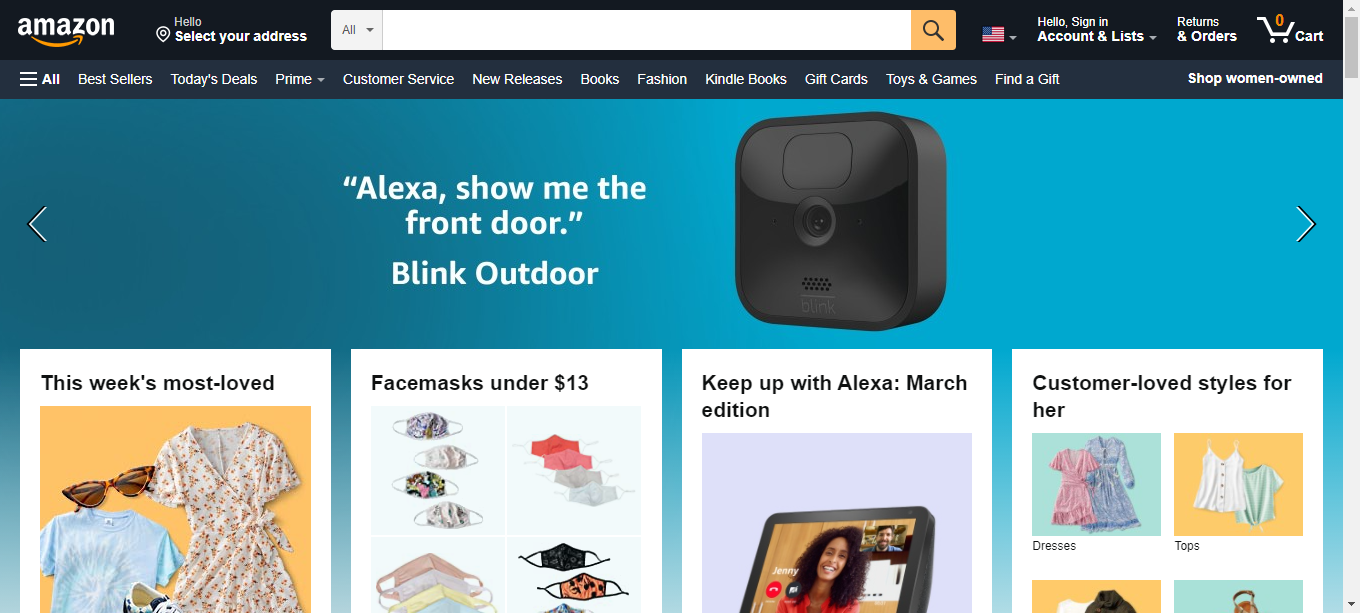 amazon
Hello
Select your address
All
Hello, Sign in
Account & Lists
Returns
& Orders
0
Cart
All
Best Sellers
Today's Deals
Prime
Customer Service
New Releases
Books
Fashion
Kindle Books
Gift Cards
Toys & Games
Find a Gift
Shop women-owned
“Alexa, show me the
front door.”
Blink Outdoor
blink
This week's most-loved
Facemasks under $13
Keep up with Alexa: March
edition
Jenny
Customer-loved styles for
her
Dresses
Tops